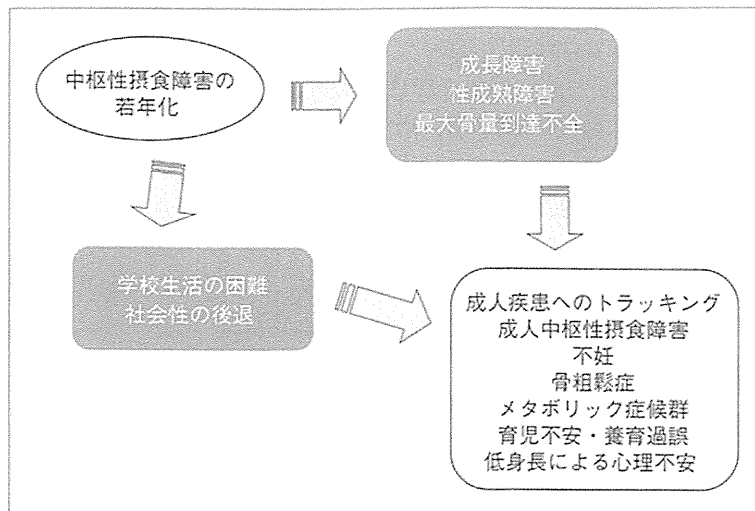 中枢性摂食障害の
若年化
成長障害
性成熟障害
最大骨量到達不全
学校生活の困難
社会性の後退
成人疾患へのトラッキング
成人中枢性摂食障害
不妊
骨粗鬆症
メタボリック症候群
育児不安・養育過誤
低身長による心理不安